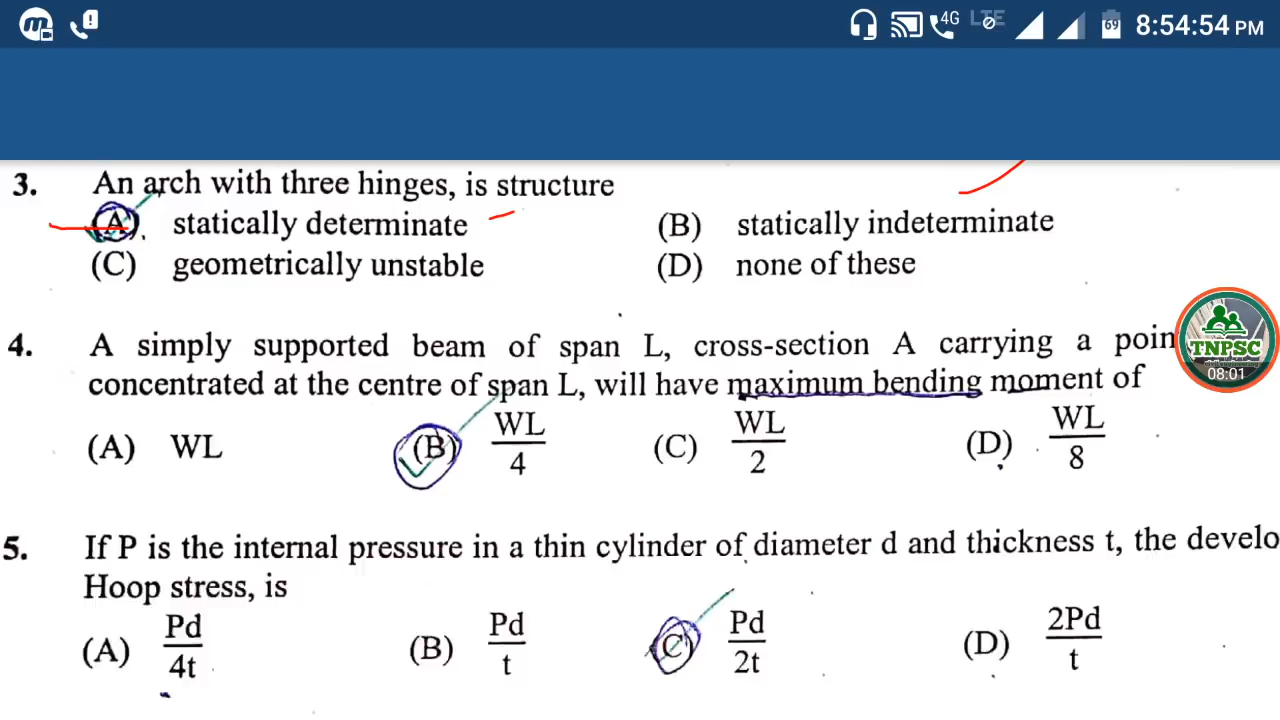 4G LTE 69 8:54:54 PM
3. An arch with three hinges, is structure
(A) statically determinate (B) statically indeterminate
(C) geometrically unstable (D) none of these
4. A simply supported beam of span L, cross-section A carrying a poin
concentrated at the centre of span L, will have maximum bending moment of
(A) WL (B) WL/4 (C) WL/2 (D) WL/8
TNPSC
08:01
5. If P is the internal pressure in a thin cylinder of diameter d and thickness t, the develo
Hoop stress, is
(A) Pd/4t (B) Pd/t (C) Pd/2t (D) 2Pd/t